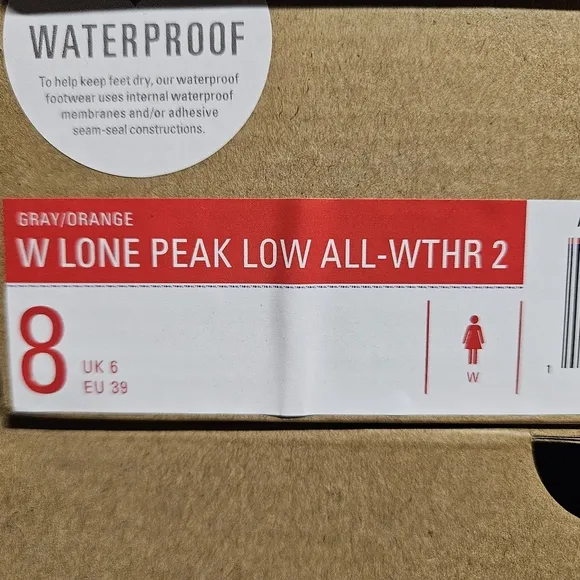 WATERPROOF
To help keep feet dry, our waterproof
footwear uses internal waterproof
membranes and/or adhesive
seam-seal constructions.
GRAY/ORANGE
W LONE PEAK LOW ALL-WTHR 2
8
UK 6
EU 39
W
1